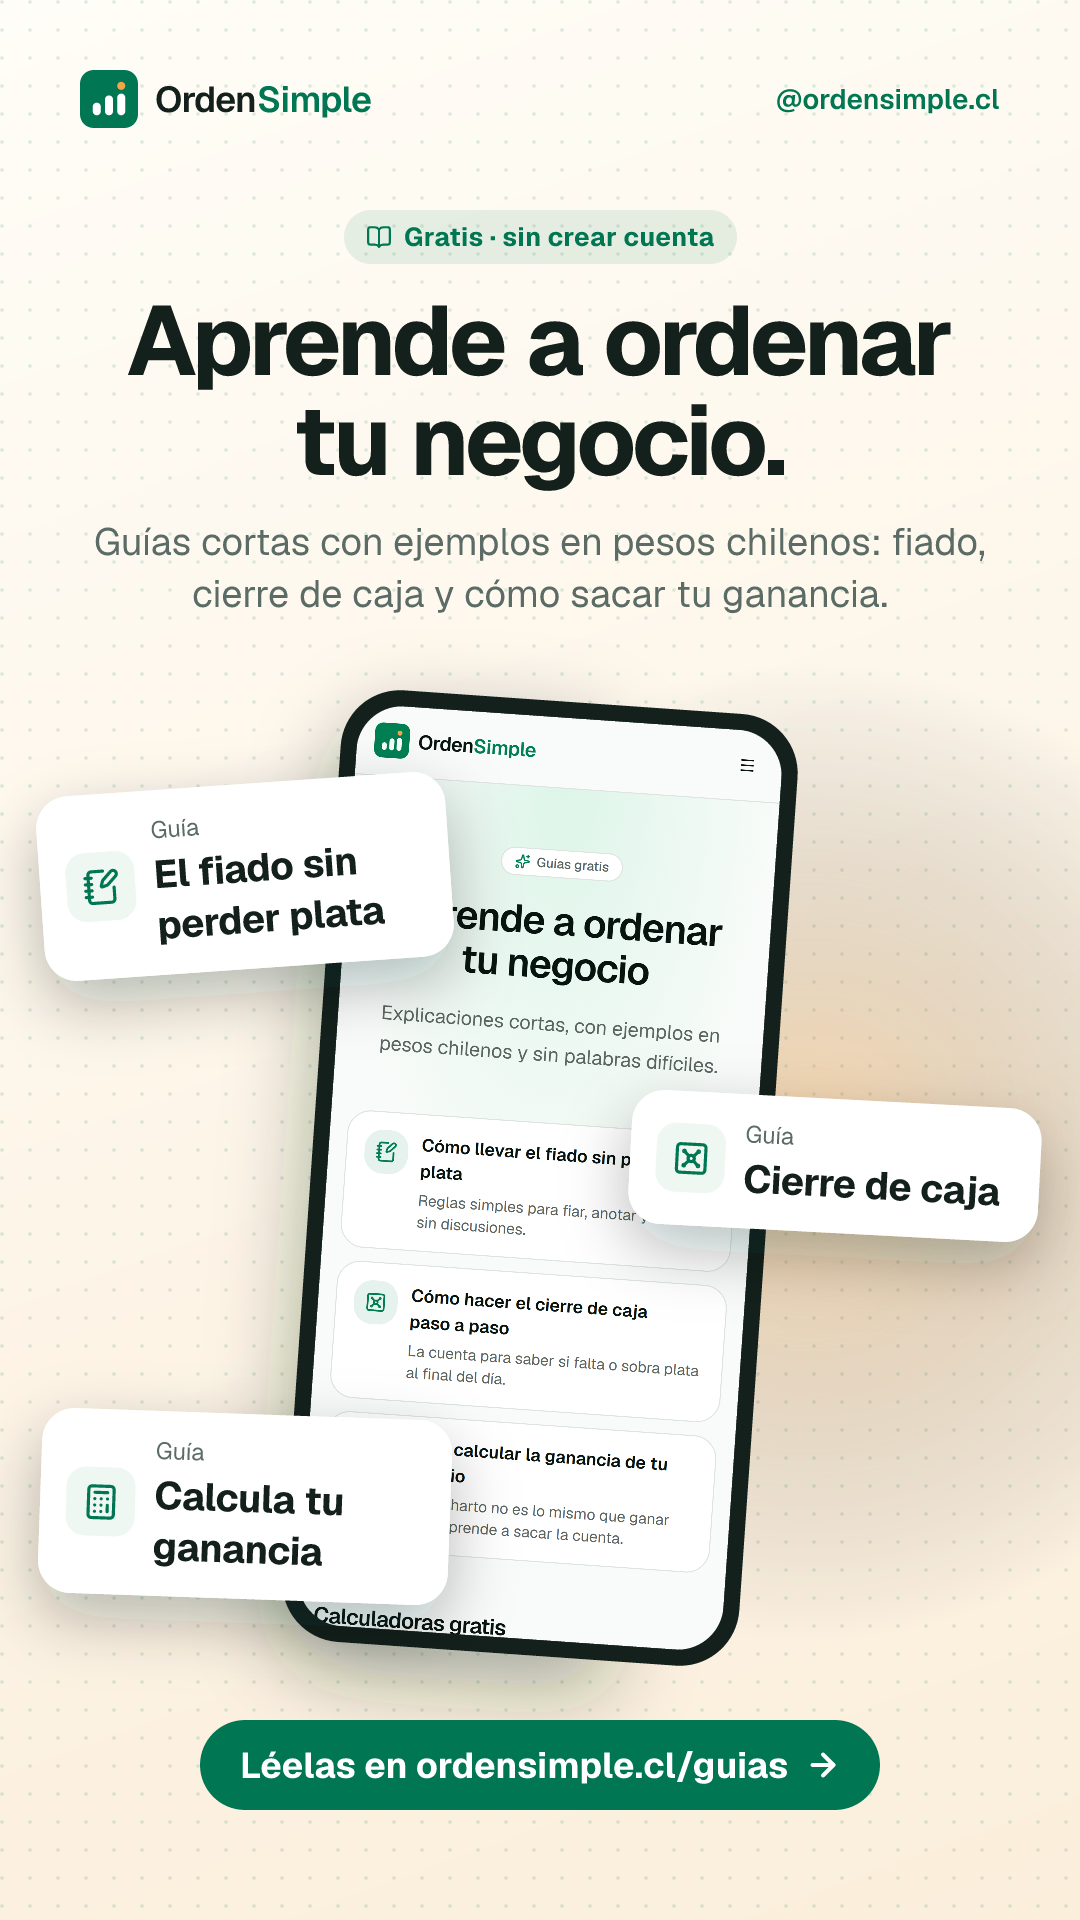 OrdenSimple
@ordensimple.cl
Gratis · sin crear cuenta
Aprende a ordenar
tu negocio.
Guías cortas con ejemplos en pesos chilenos: fiado,
cierre de caja y cómo sacar tu ganancia.
OrdenSimple
Guía
El fiado sin
perder plata
Guías gratis
rende a ordenar
tu negocio
Explicaciones cortas, con ejemplos en
pesos chilenos y sin palabras difíciles.
Guía
Cierre de caja
Cómo llevar el fiado sin p
plata
Reglas simples para fiar, anotar
sin discusiones.
Cómo hacer el cierre de caja
paso a paso
La cuenta para saber si falta o sobra plata
al final del día.
Guía
Calcula tu
ganancia
calcular la ganancia de tu
io
harto no es lo mismo que ganar
prende a sacar la cuenta.
Calculadoras gratis
Léelas en ordensimple.cl/guias →